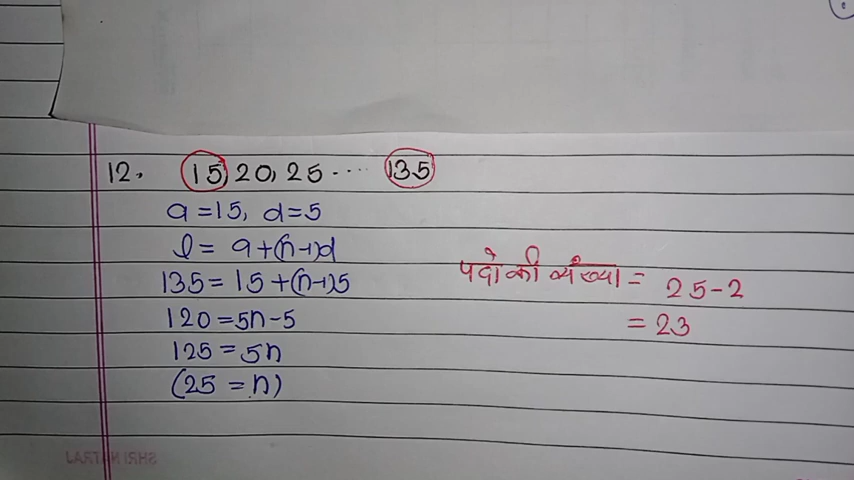 12. 15, 20, 25 ..... 135
a = 15, d = 5
l = a + (n-1)d
135 = 15 + (n-1)5
120 = 5n - 5
125 = 5n
(25 = n)
पदो की संख्या = 25 - 2
= 23